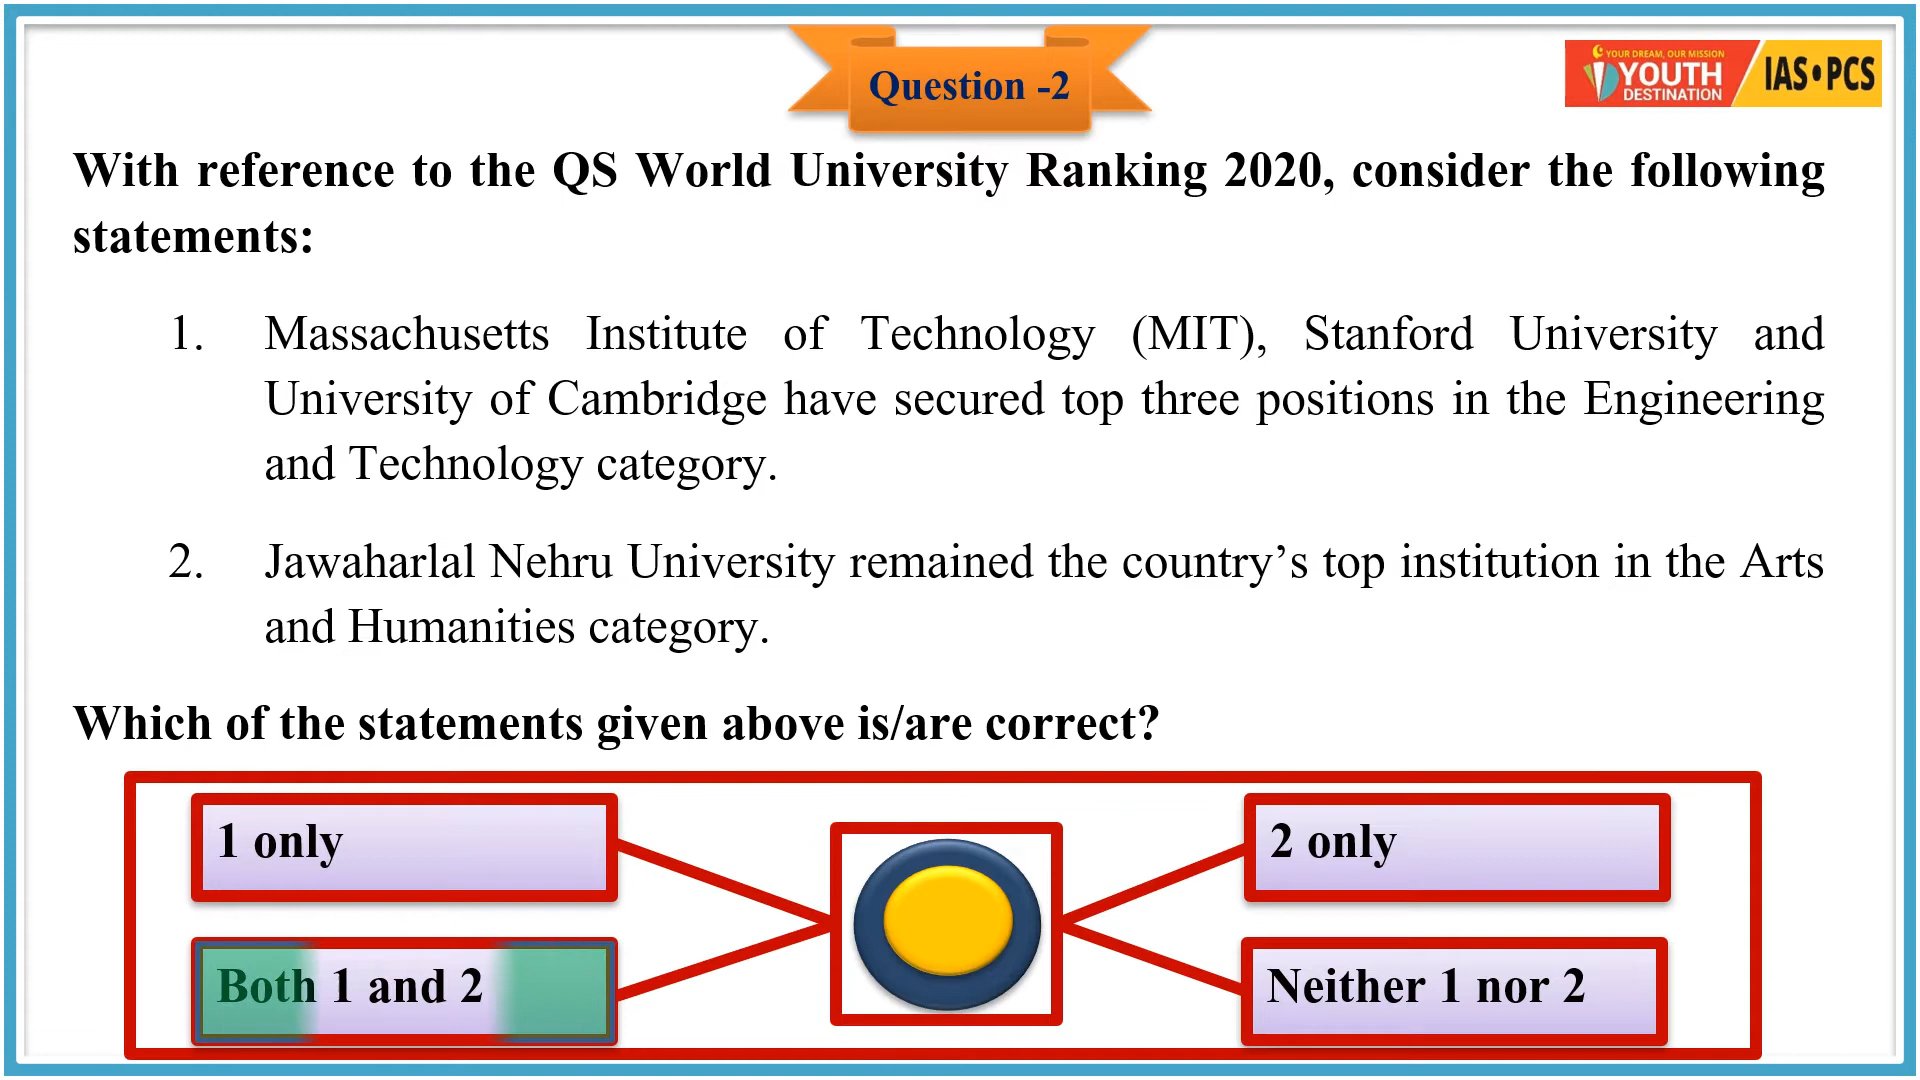 Question -2
YOUR DREAM, OUR MISSION
YOUTH
DESTINATION
IAS•PCS
With reference to the QS World University Ranking 2020, consider the following
statements:
1. Massachusetts Institute of Technology (MIT), Stanford University and
University of Cambridge have secured top three positions in the Engineering
and Technology category.
2. Jawaharlal Nehru University remained the country’s top institution in the Arts
and Humanities category.
Which of the statements given above is/are correct?
1 only
2 only
Both 1 and 2
Neither 1 nor 2